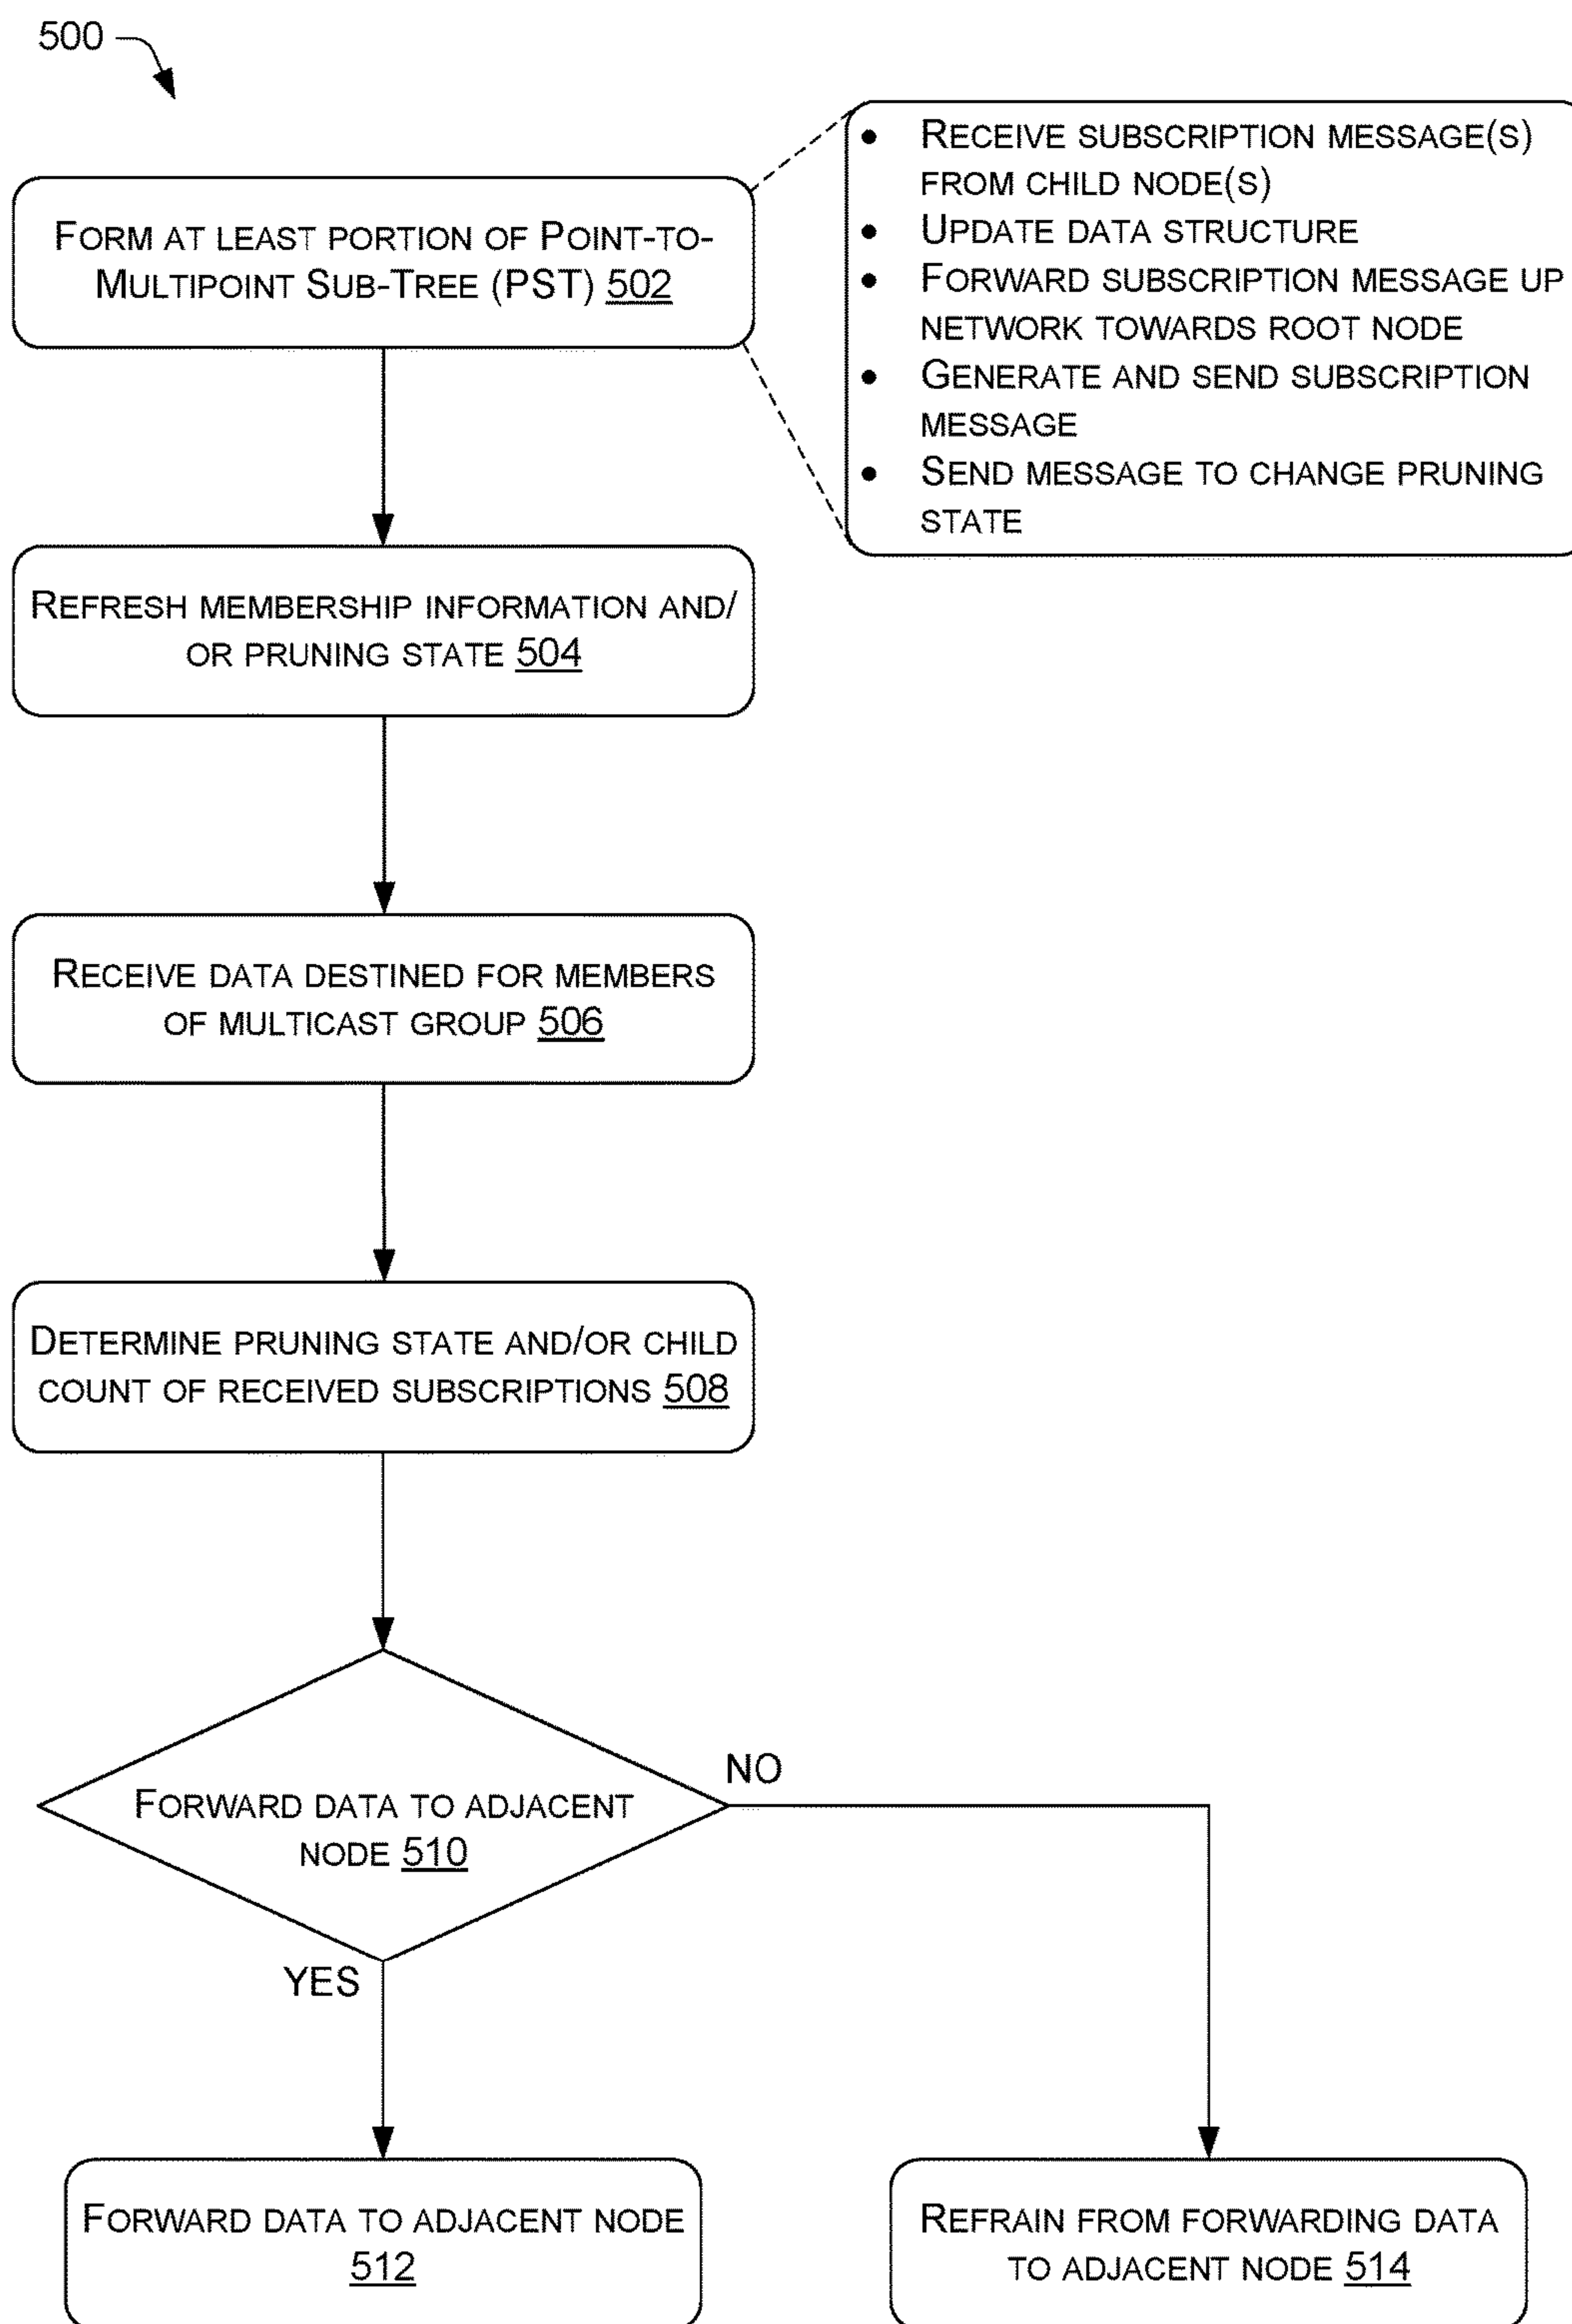 500
FORM AT LEAST PORTION OF POINT-TO-
MULTIPOINT SUB-TREE (PST) 502
• RECEIVE SUBSCRIPTION MESSAGE(S)
FROM CHILD NODE(S)
• UPDATE DATA STRUCTURE
• FORWARD SUBSCRIPTION MESSAGE UP
NETWORK TOWARDS ROOT NODE
• GENERATE AND SEND SUBSCRIPTION
MESSAGE
• SEND MESSAGE TO CHANGE PRUNING
STATE
REFRESH MEMBERSHIP INFORMATION AND/
OR PRUNING STATE 504
RECEIVE DATA DESTINED FOR MEMBERS
OF MULTICAST GROUP 506
DETERMINE PRUNING STATE AND/OR CHILD
COUNT OF RECEIVED SUBSCRIPTIONS 508
FORWARD DATA TO ADJACENT
NODE 510
NO
YES
FORWARD DATA TO ADJACENT NODE
512
REFRAIN FROM FORWARDING DATA
TO ADJACENT NODE 514